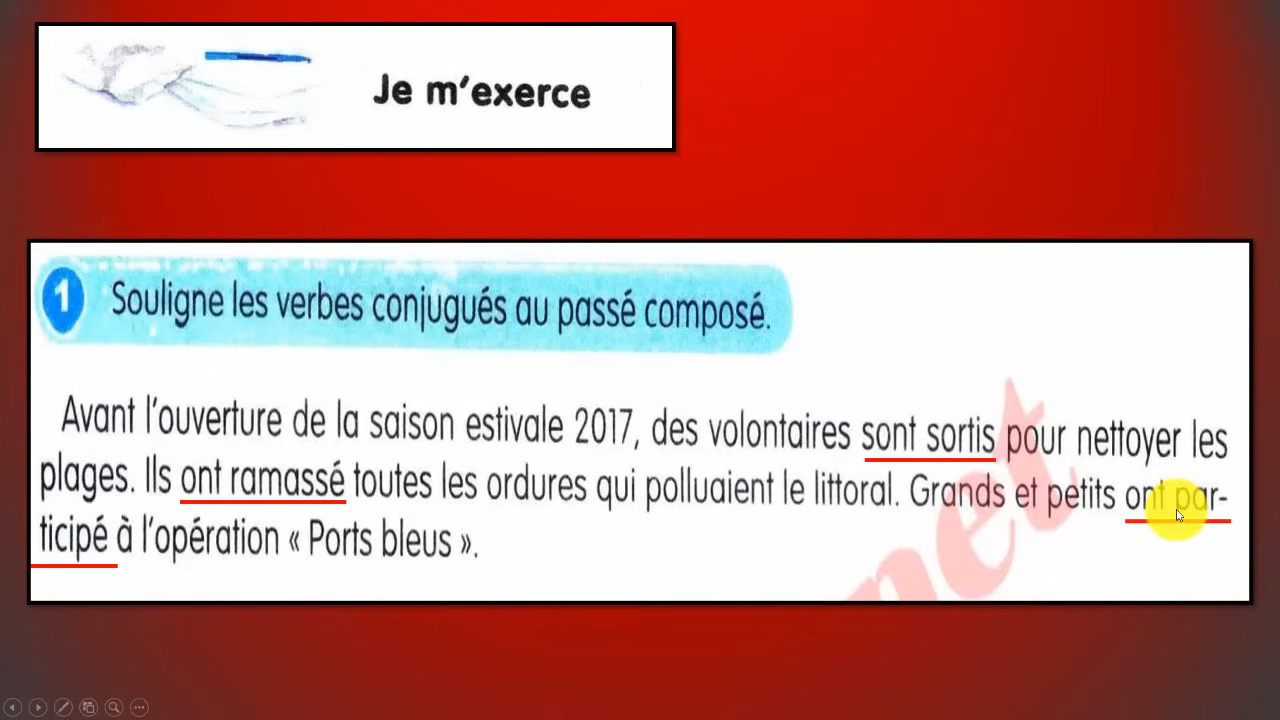 Je m'exerce
1 Souligne les verbes conjugués au passé composé.
Avant l'ouverture de la saison estivale 2017, des volontaires sont sortis pour nettoyer les
plages. Ils ont ramassé toutes les ordures qui polluaient le littoral. Grands et petits ont par-
ticipé à l'opération « Ports bleus ».
net